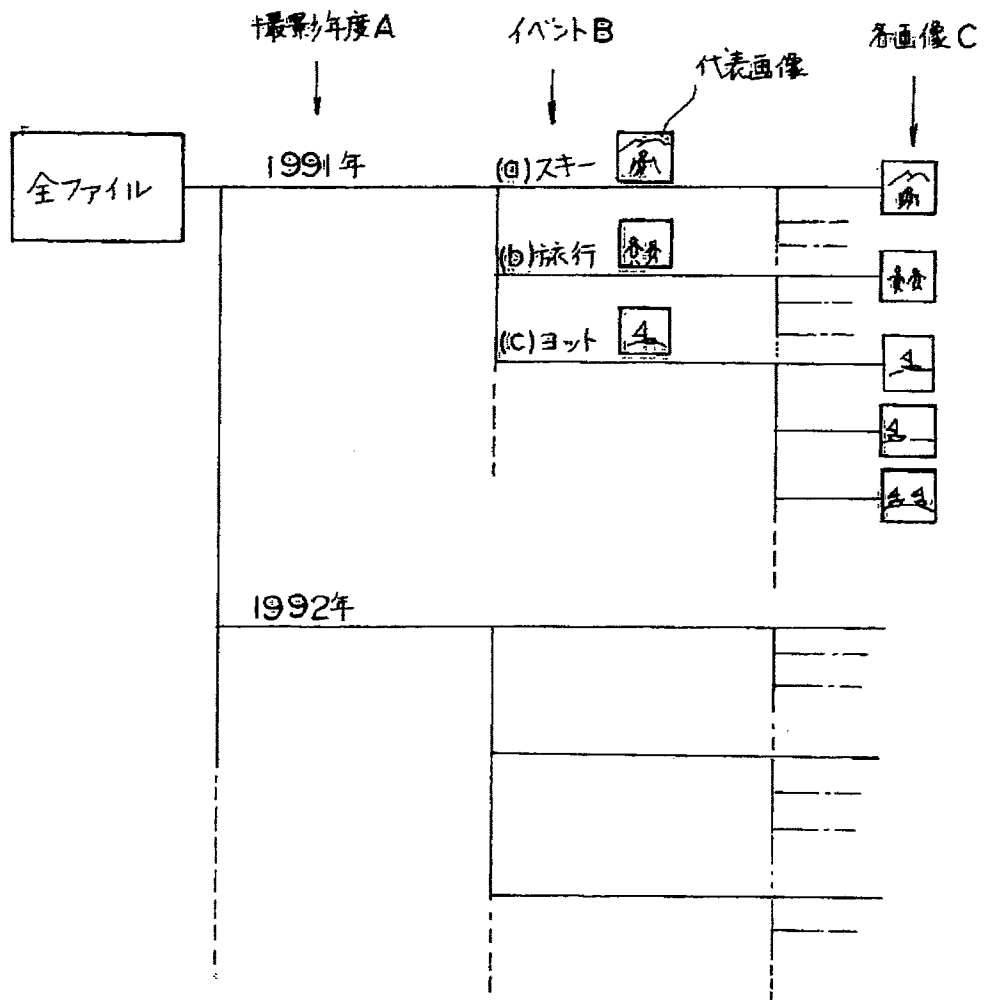 撮影年度A
イベントB
各画像C
代表画像
全ファイル
1991年
(a)スキー
(b)旅行
(c)ヨット
1992年